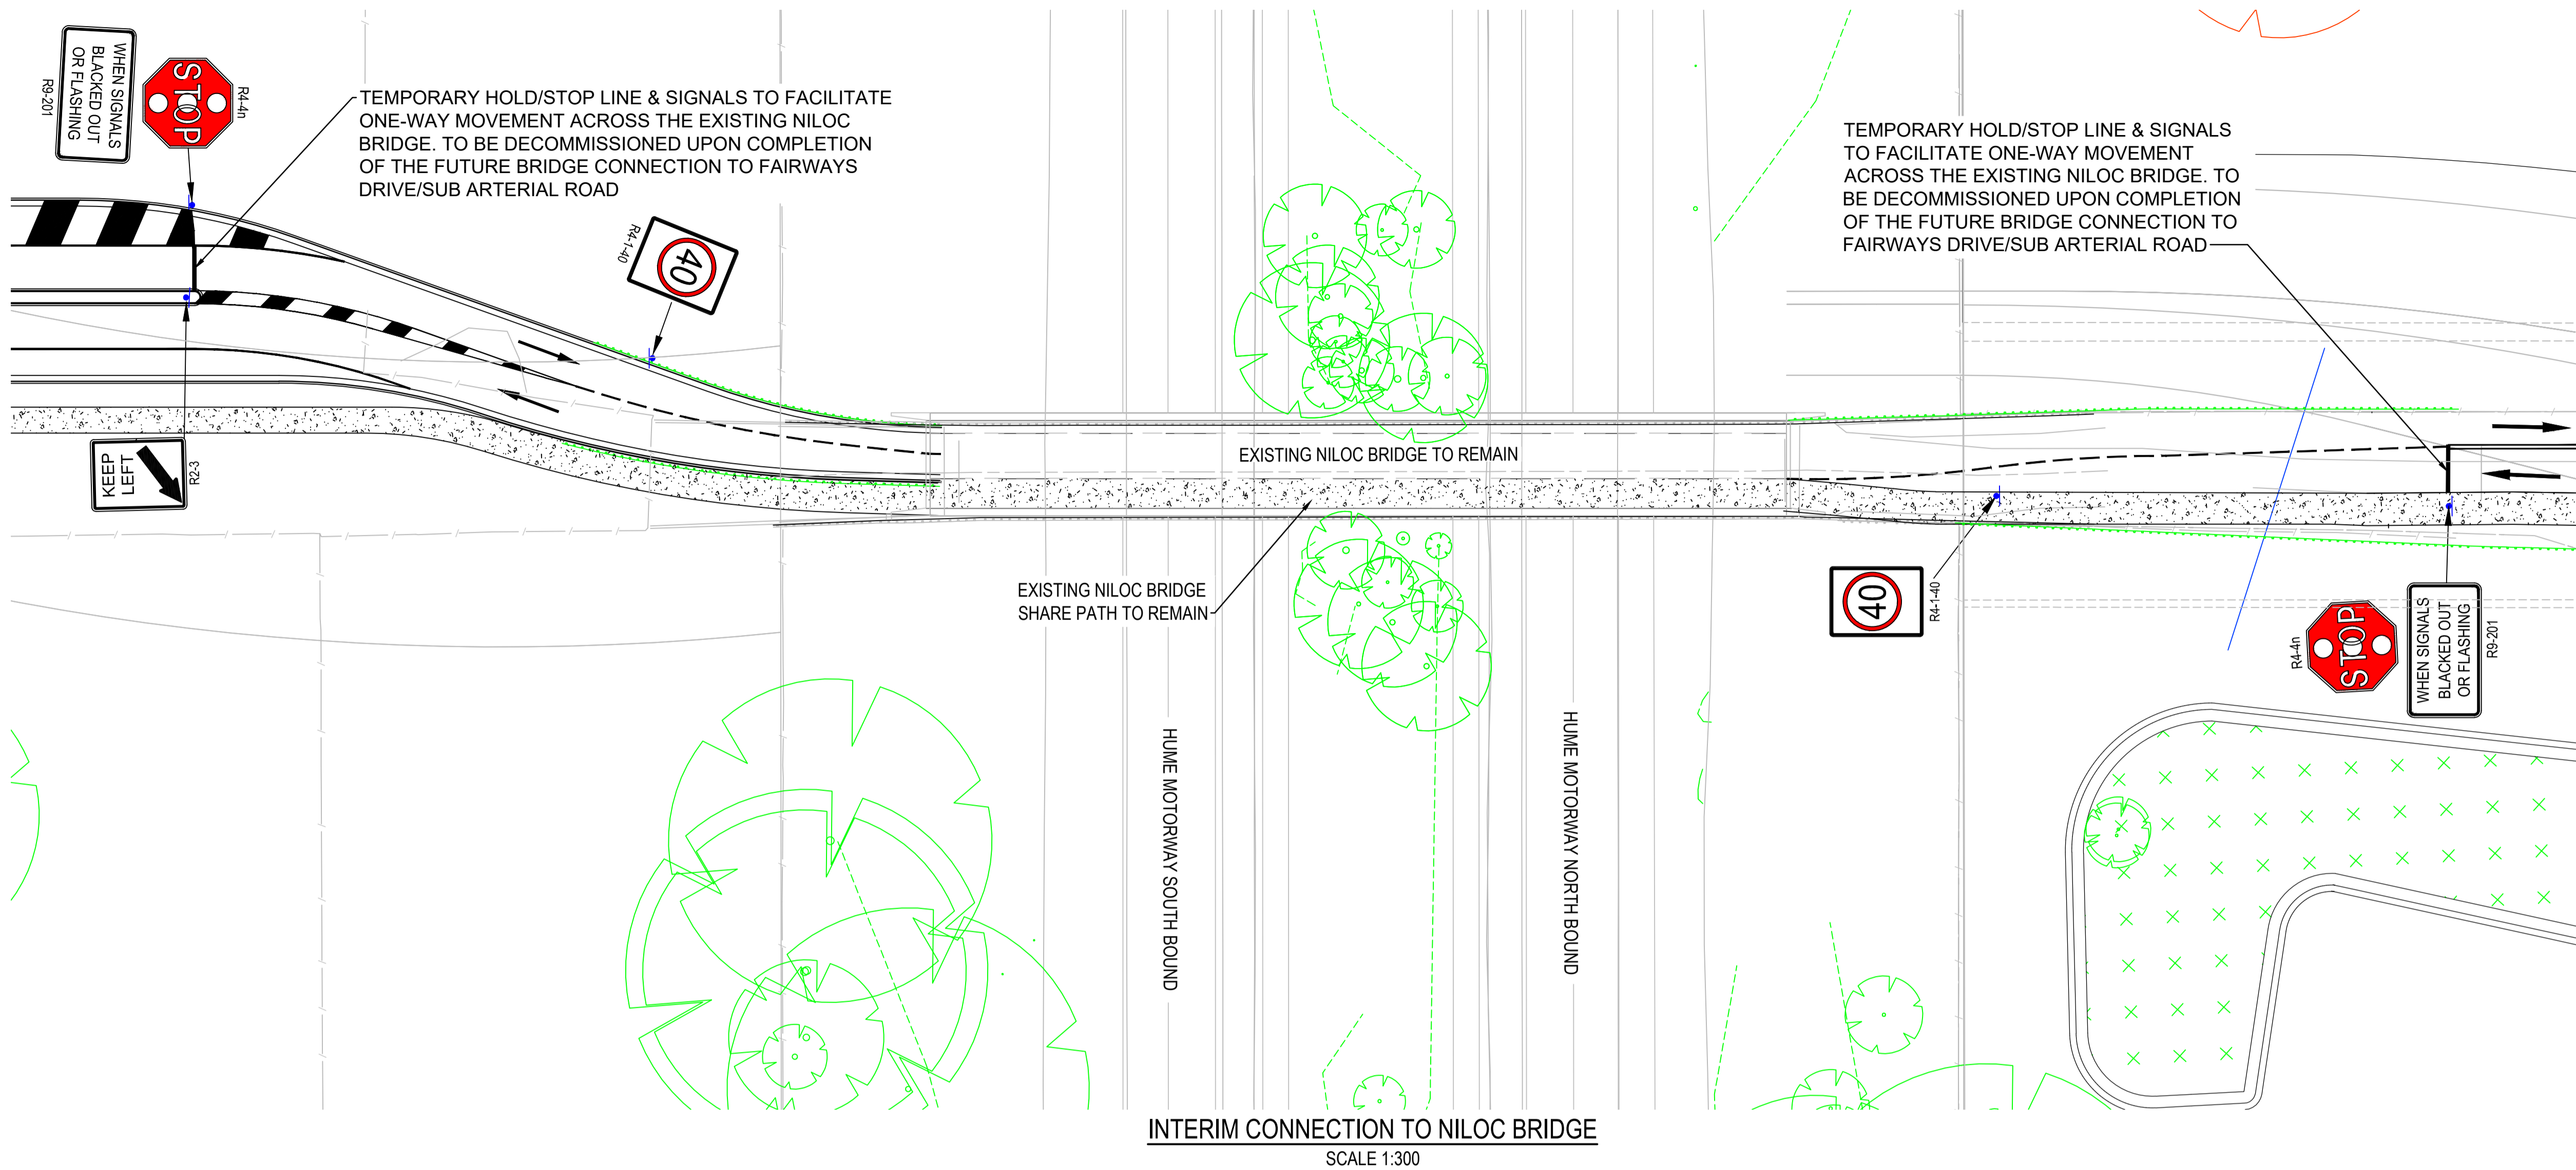 WHEN SIGNALS
BLACKED OUT
OR FLASHING
R9-201
STOP
R4-4n
TEMPORARY HOLD/STOP LINE & SIGNALS TO FACILITATE
ONE-WAY MOVEMENT ACROSS THE EXISTING NILOC
BRIDGE. TO BE DECOMMISSIONED UPON COMPLETION
OF THE FUTURE BRIDGE CONNECTION TO FAIRWAYS
DRIVE/SUB ARTERIAL ROAD
R4-1-40
40
KEEP
LEFT
R2-3
TEMPORARY HOLD/STOP LINE & SIGNALS
TO FACILITATE ONE-WAY MOVEMENT
ACROSS THE EXISTING NILOC BRIDGE. TO
BE DECOMMISSIONED UPON COMPLETION
OF THE FUTURE BRIDGE CONNECTION TO
FAIRWAYS DRIVE/SUB ARTERIAL ROAD
EXISTING NILOC BRIDGE TO REMAIN
EXISTING NILOC BRIDGE
SHARE PATH TO REMAIN
HUME MOTORWAY SOUTH BOUND
HUME MOTORWAY NORTH BOUND
40
R4-1-40
R4-4n
STOP
WHEN SIGNALS
BLACKED OUT
OR FLASHING
R9-201
INTERIM CONNECTION TO NILOC BRIDGE
SCALE 1:300